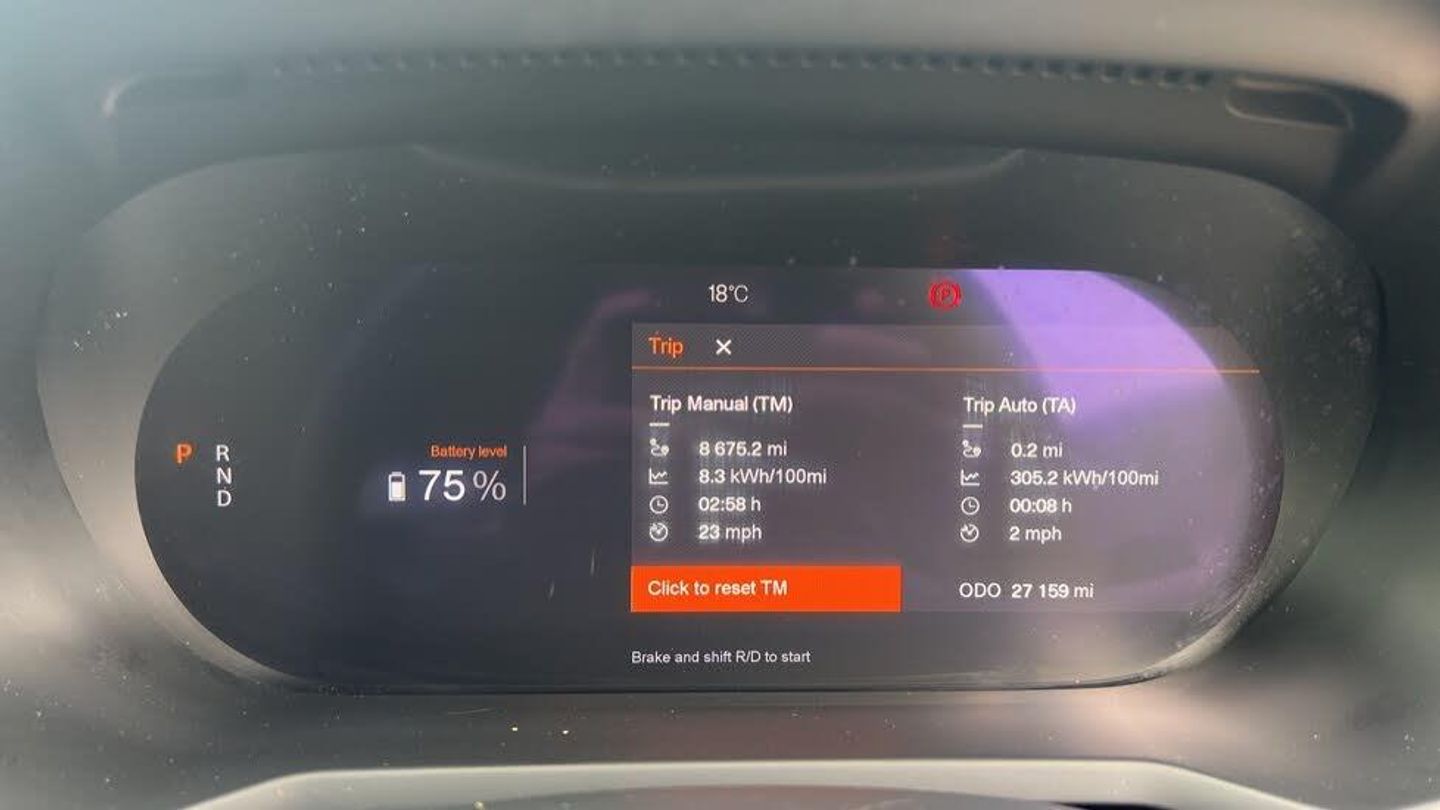 18°C
P
Trip
Trip Manual (TM)
8 675.2 mi
8.3 kWh/100mi
02:58 h
23 mph
Click to reset TM
Trip Auto (TA)
0.2 mi
305.2 kWh/100mi
00:08 h
2 mph
ODO 27 159 mi
P R
N
D
Battery level
75 %
Brake and shift R/D to start